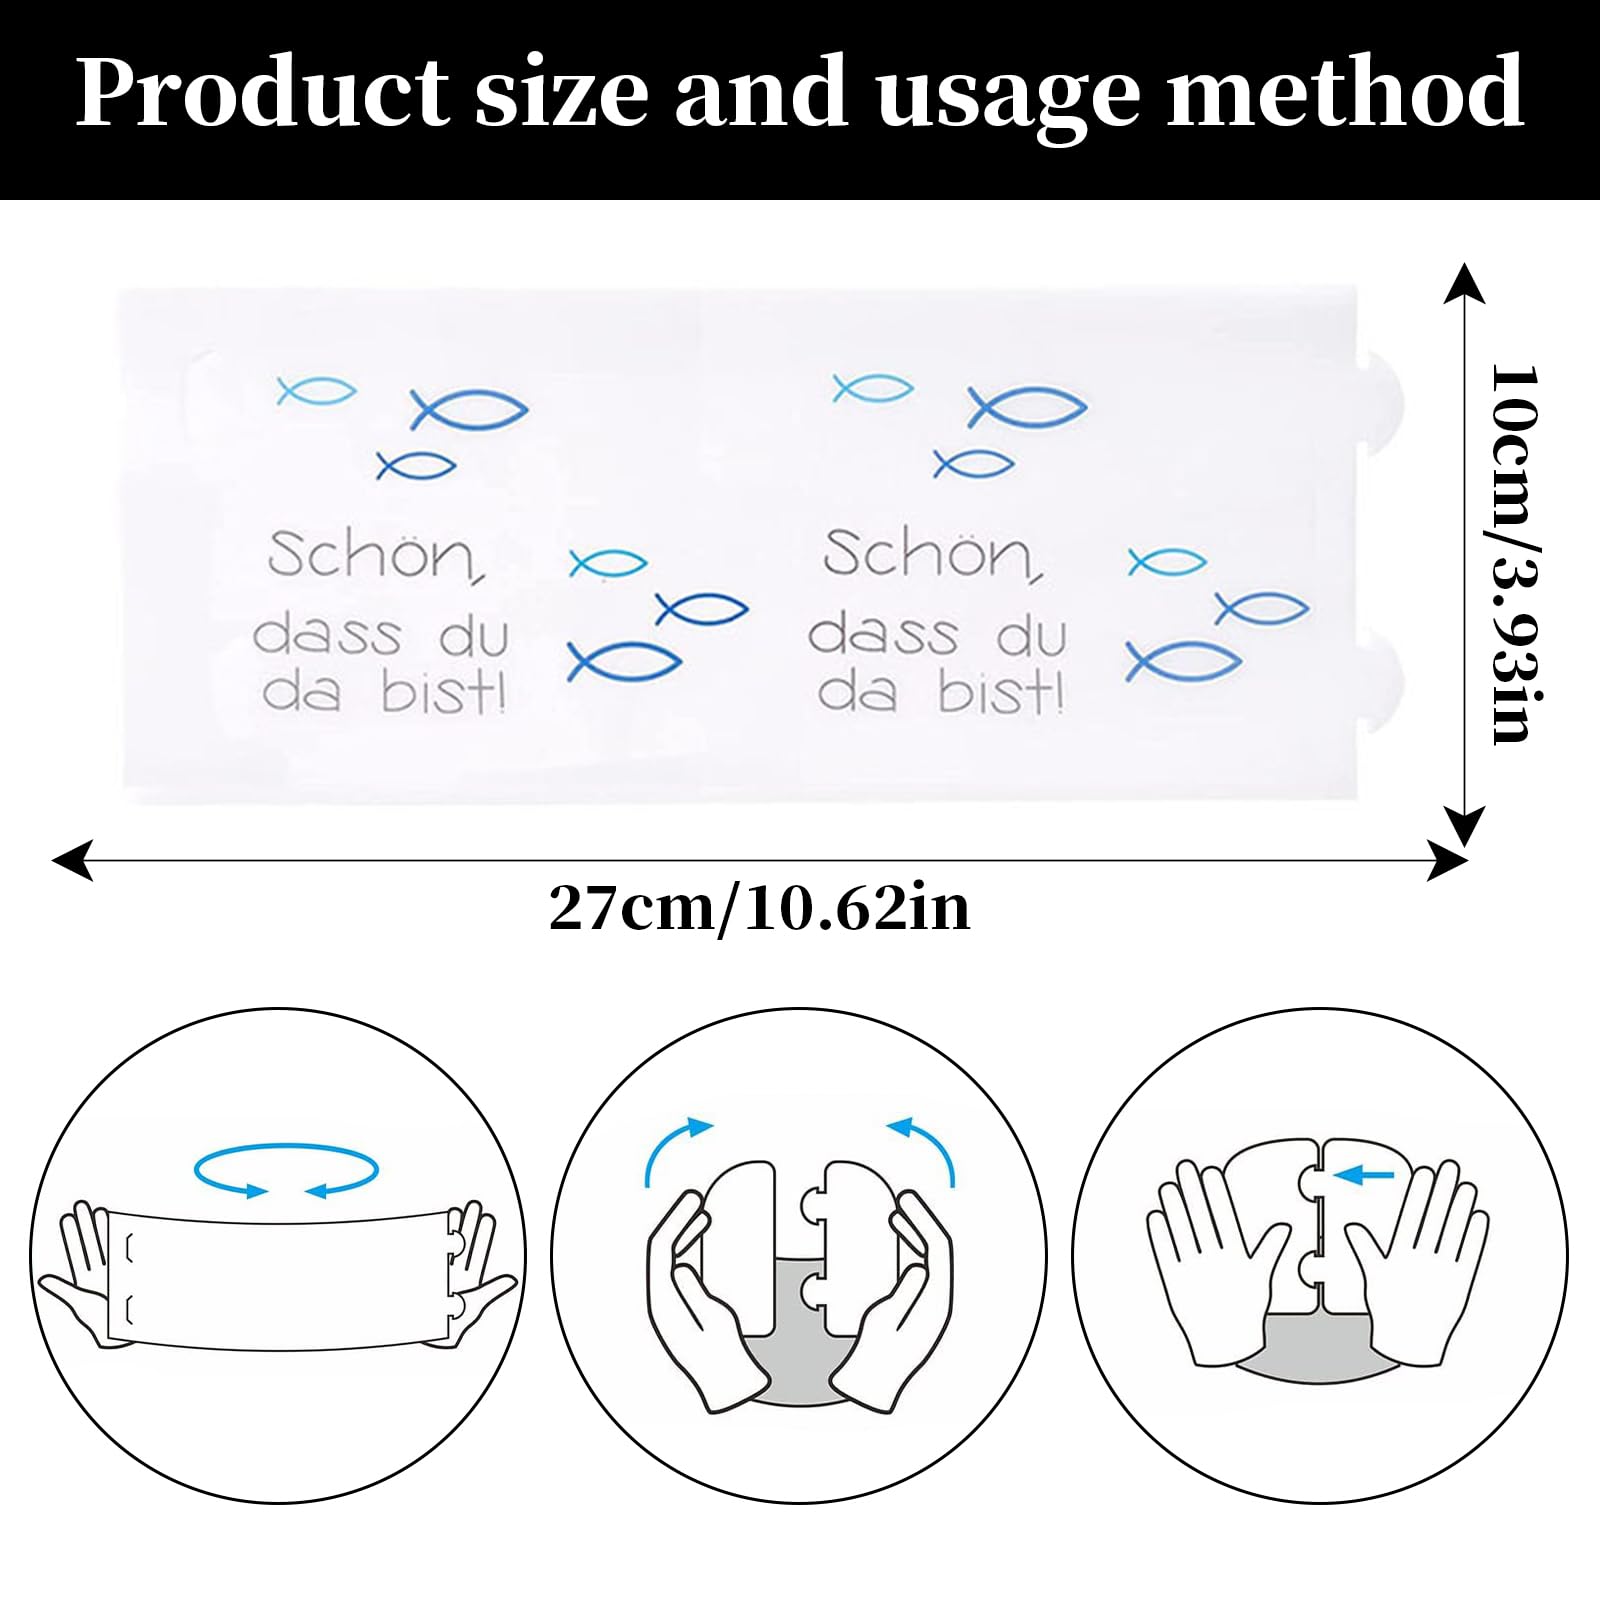 Product size and usage method
Schön,
dass du
da bist!
Schön,
dass du
da bist!
10cm/3.93in
27cm/10.62in